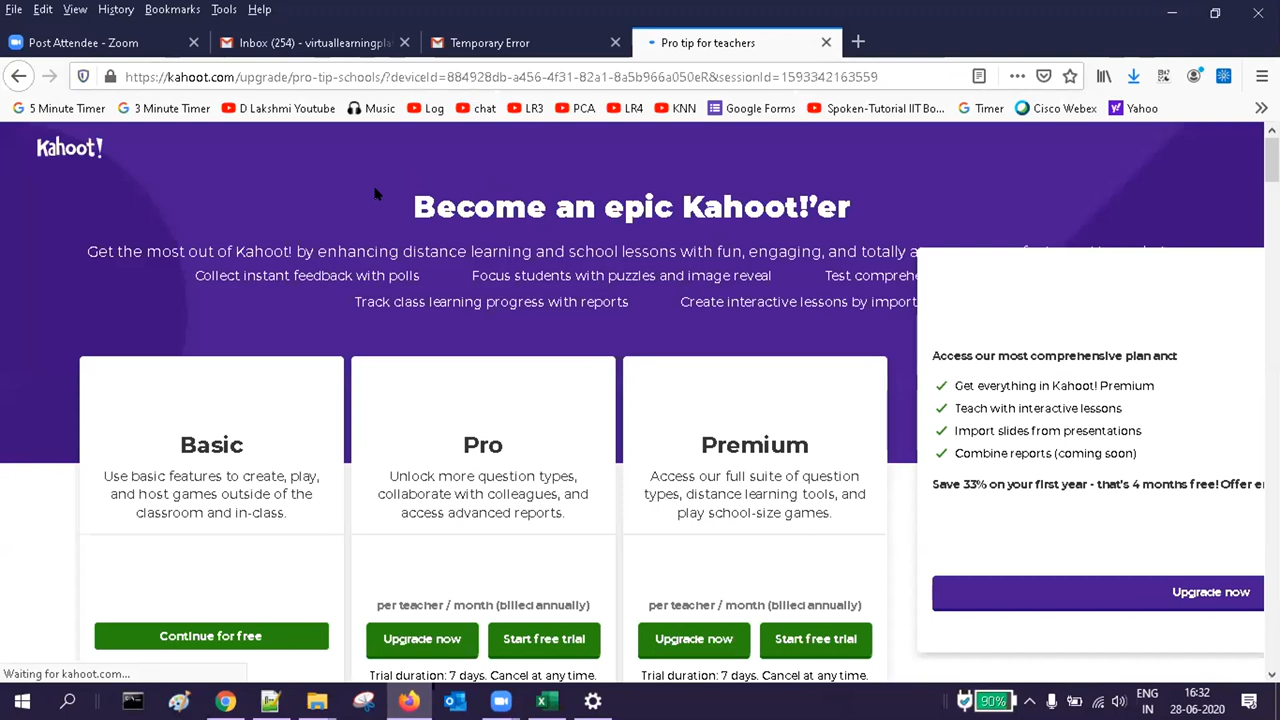 File Edit View History Bookmarks Tools Help
Post Attendee - Zoom
Inbox (254) - virtuallearningpla
Temporary Error
Pro tip for teachers
https://kahoot.com/upgrade/pro-tip-schools/?deviceId=884928db-a456-4f31-82a1-8a5b966a050eR&sessionId=1593342163559
5 Minute Timer
3 Minute Timer
D Lakshmi Youtube
Music
Log
chat
LR3
PCA
LR4
KNN
Google Forms
Spoken-Tutorial IIT Bo...
Timer
Cisco Webex
Yahoo
Kahoot!
Become an epic Kahoot!'er
Get the most out of Kahoot! by enhancing distance learning and school lessons with fun, engaging, and totally
Collect instant feedback with polls
Focus students with puzzles and image reveal
Test
Track class learning progress with reports
Create interactive lessons by
Basic
Use basic features to create, play,
and host games outside of the
classroom and in-class.
Continue for free
Pro
Unlock more question types,
collaborate with colleagues, and
access advanced reports.
per teacher / month (billed annually)
Upgrade now
Start free trial
Trial duration: 7 days. Cancel at any time.
Premium
Access our full suite of question
types, distance learning tools, and
play school-size games.
per teacher / month (billed annually)
Upgrade now
Start free trial
Trial duration: 7 days. Cancel at any time.
Access our most comprehensive plan and:
Get everything in Kahoot! Premium
Teach with interactive lessons
Import slides from presentations
Combine reports (coming soon)
Save 33% on your first year - that's 4 months free! Offer
Upgrade now
Waiting for kahoot.com...
90%
ENG
IN
16:32
28-06-2020